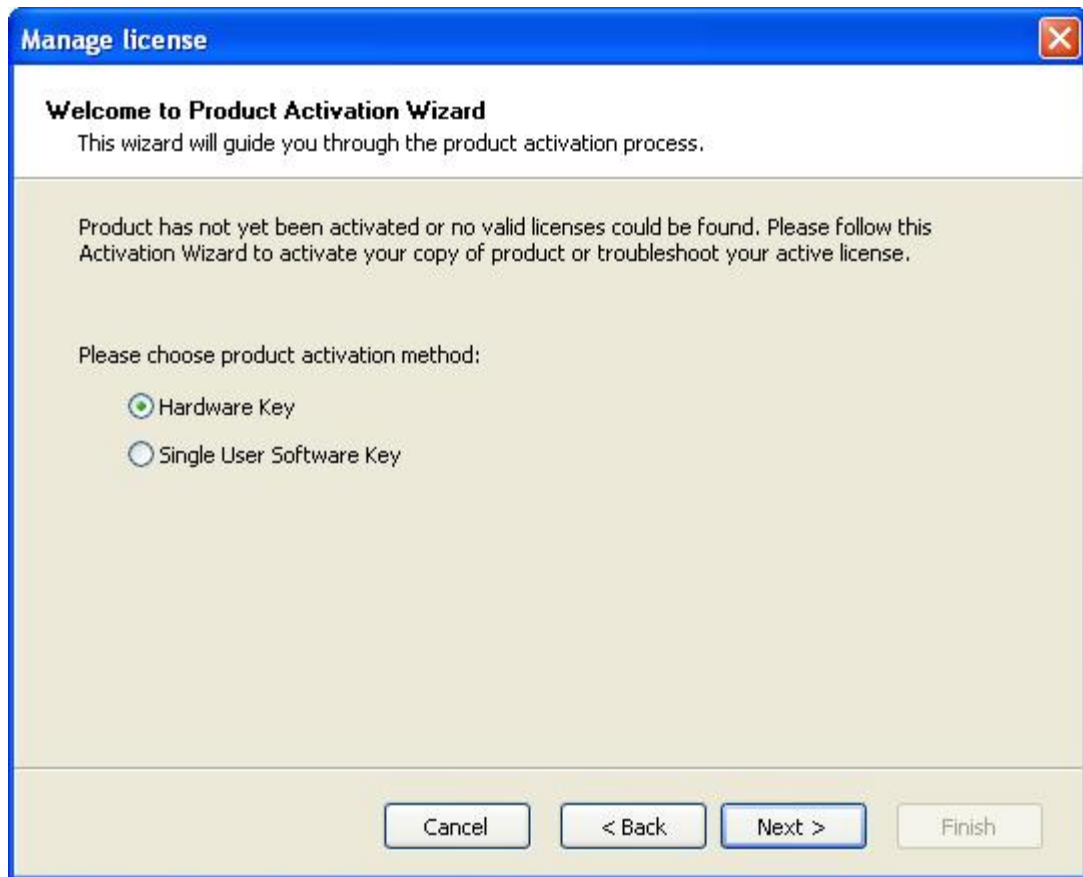 Manage license
Welcome to Product Activation Wizard
This wizard will guide you through the product activation process.
Product has not yet been activated or no valid licenses could be found. Please follow this
Activation Wizard to activate your copy of product or troubleshoot your active license.
Please choose product activation method:
Hardware Key
Single User Software Key
Cancel
< Back
Next >
Finish